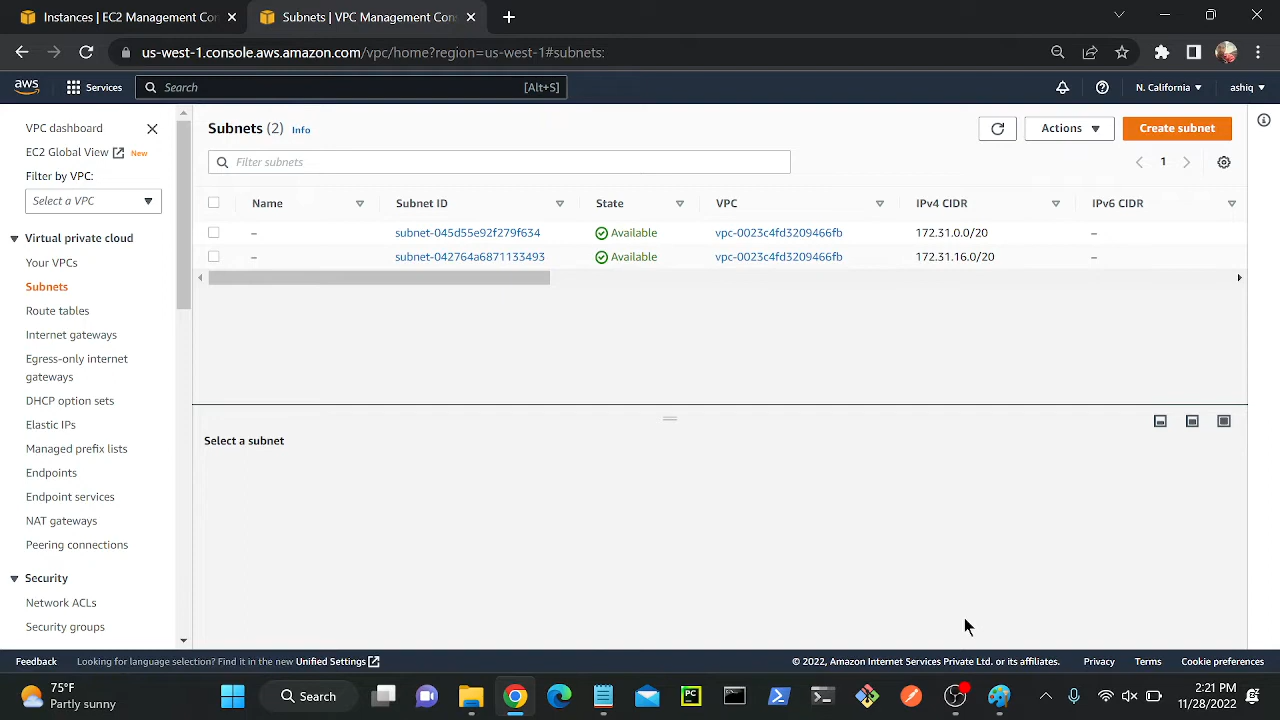 Instances | EC2 Management Con
Subnets | VPC Management Cons
us-west-1.console.aws.amazon.com/vpc/home?region=us-west-1#subnets:
aws
Services
Search
[Alt+S]
N. California
ashiq
VPC dashboard
EC2 Global View
New
Filter by VPC:
Select a VPC
Virtual private cloud
Your VPCs
Subnets
Route tables
Internet gateways
Egress-only internet
gateways
DHCP option sets
Elastic IPs
Managed prefix lists
Endpoints
Endpoint services
NAT gateways
Peering connections
Security
Network ACLs
Security groups
Subnets (2) Info
Actions
Create subnet
Filter subnets
1
Name Subnet ID State VPC IPv4 CIDR IPv6 CIDR
– subnet-045d55e92f279f634 Available vpc-0023c4fd3209466fb 172.31.0.0/20 –
– subnet-042764a6871133493 Available vpc-0023c4fd3209466fb 172.31.16.0/20 –
Select a subnet
Feedback
Looking for language selection? Find it in the new Unified Settings
© 2022, Amazon Internet Services Private Ltd. or its affiliates.
Privacy
Terms
Cookie preferences
75°F
Partly sunny
Search
PC
2:21 PM
11/28/2022